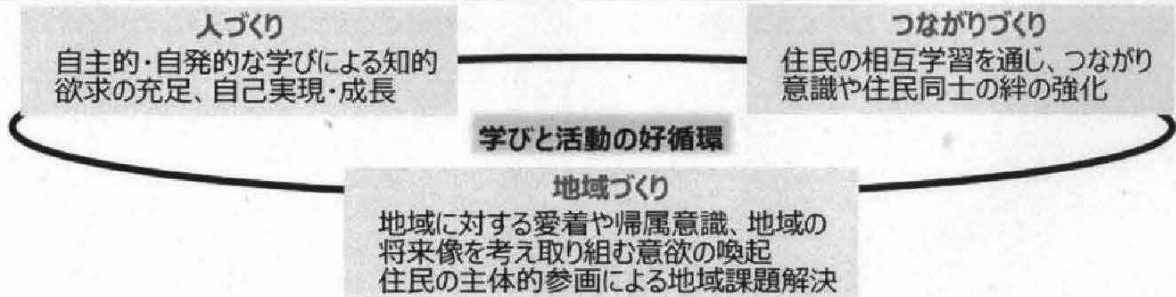 人づくり
自主的・自発的な学びによる知的
欲求の充足、自己実現・成長
つながりづくり
住民の相互学習を通じ、つながり
意識や住民同士の絆の強化
学びと活動の好循環
地域づくり
地域に対する愛着や帰属意識、地域の
将来像を考え取り組む意欲の喚起
住民の主体的参画による地域課題解決